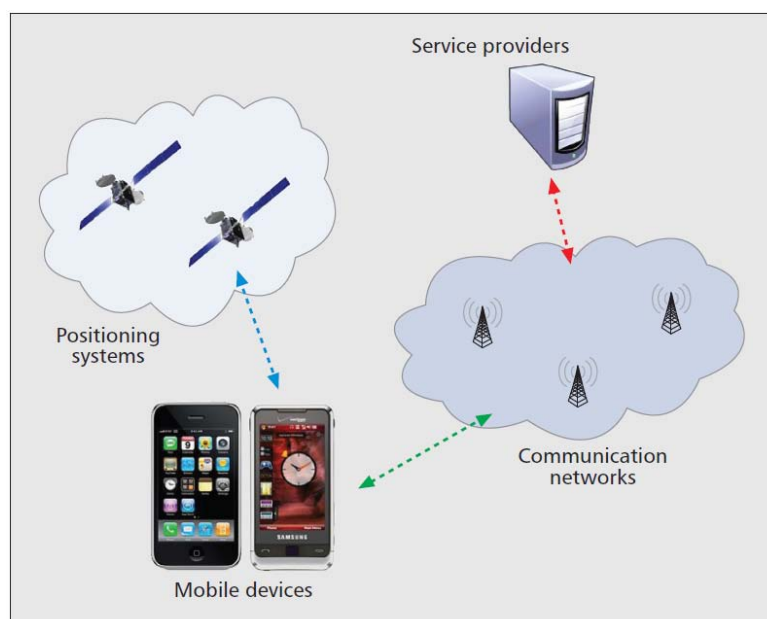 Service providers
Positioning
systems
Communication
networks
SAMSUNG
Mobile devices